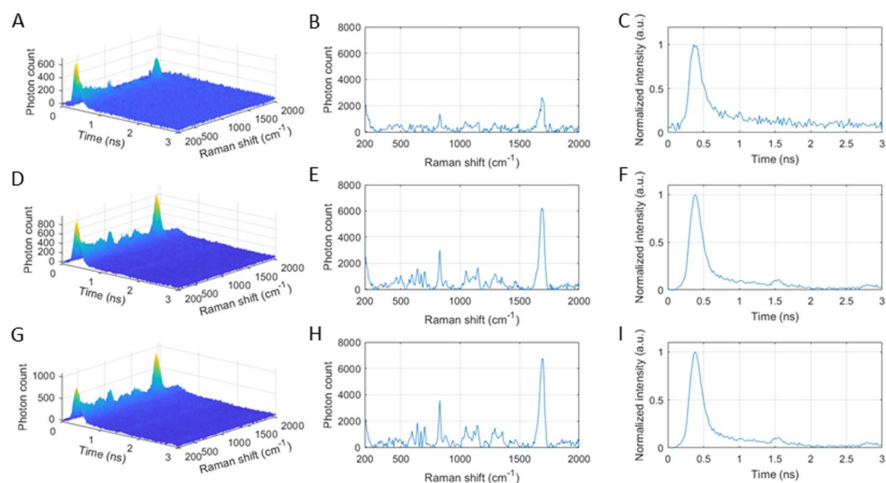 A
Photon count
600
400
200
0
0
1
2
3
Time (ns)
200
500
1000
1500
2000
Raman shift (cm⁻¹)
B
Photon count
8000
6000
4000
2000
0
200 500 1000 1500 2000
Raman shift (cm⁻¹)
C
Normalized intensity (a.u.)
1
0.5
0
0 0.5 1 1.5 2 2.5 3
Time (ns)
D
Photon count
800
600
400
200
0
0
1
2
3
Time (ns)
200
500
1000
1500
2000
Raman shift (cm⁻¹)
E
Photon count
8000
6000
4000
2000
0
200 500 1000 1500 2000
Raman shift (cm⁻¹)
F
Normalized intensity (a.u.)
1
0.5
0
0 0.5 1 1.5 2 2.5 3
Time (ns)
G
Photon count
1000
500
0
0
1
2
3
Time (ns)
200
500
1000
1500
2000
Raman shift (cm⁻¹)
H
Photon count
8000
6000
4000
2000
0
200 500 1000 1500 2000
Raman shift (cm⁻¹)
I
Normalized intensity (a.u.)
1
0.5
0
0 0.5 1 1.5 2 2.5 3
Time (ns)